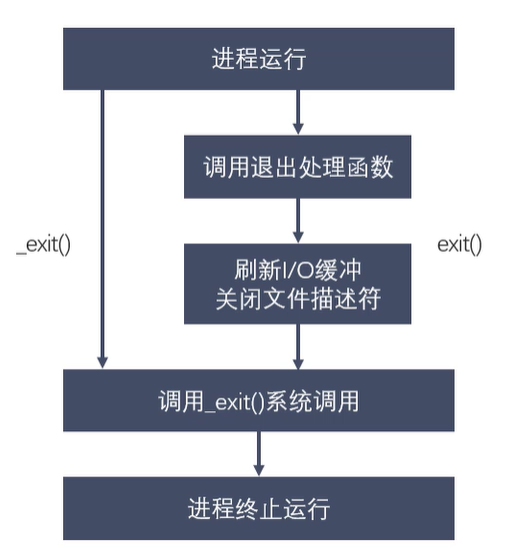 进程运行
调用退出处理函数
_exit()
exit()
刷新I/O缓冲
关闭文件描述符
调用_exit()系统调用
进程终止运行